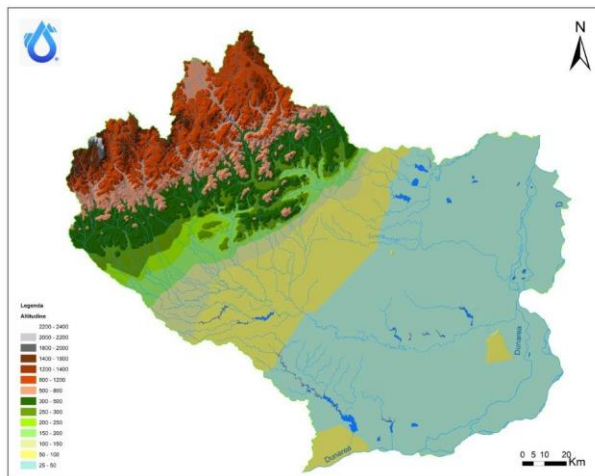 N
Dunarea
Dunarea
Legenda
Altitudine
2200 - 2400
2000 - 2200
1800 - 2000
1400 - 1800
1200 - 1400
800 - 1200
500 - 800
300 - 500
250 - 300
200 - 250
150 - 200
100 - 150
50 - 100
25 - 50
0 5 10 20
Km